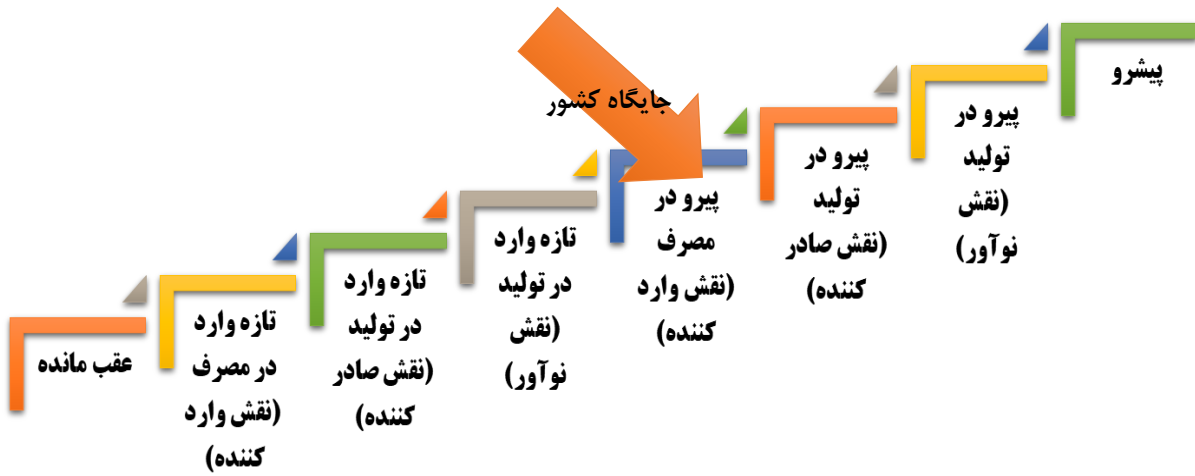 جایگاه کشور
عقب مانده
تازه وارد
در مصرف
(نقش وارد
کننده)
تازه وارد
در تولید
(نقش صادر
کننده)
تازه وارد
در تولید
(نقش
نوآور)
پیرو در
مصرف
(نقش وارد
کننده)
پیرو در
تولید
(نقش صادر
کننده)
پیرو در
تولید
(نقش
نوآور)
پیشرو